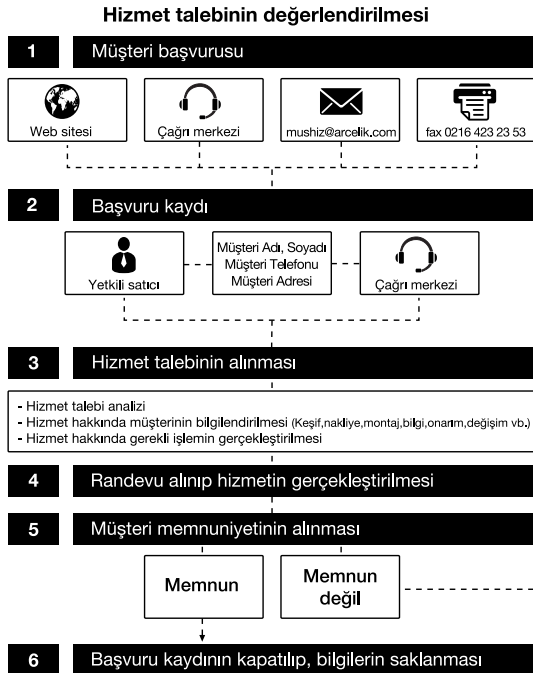 Hizmet talebinin değerlendirilmesi
1 Müşteri başvurusu
Web sitesi
Çağrı merkezi
mushiz@arcelik.com
fax 0216 423 23 53
2 Başvuru kaydı
Yetkili satıcı
Müşteri Adı, Soyadı
Müşteri Telefonu
Müşteri Adresi
Çağrı merkezi
3 Hizmet talebinin alınması
- Hizmet talebi analizi
- Hizmet hakkında müşterinin bilgilendirilmesi (Keşif,nakliye,montaj,bilgi,onarım,değişim vb.)
- Hizmet hakkında gerekli işlemin gerçekleştirilmesi
4 Randevu alınıp hizmetin gerçekleştirilmesi
5 Müşteri memnuniyetinin alınması
Memnun
Memnun
değil
6 Başvuru kaydının kapatılıp, bilgilerin saklanması